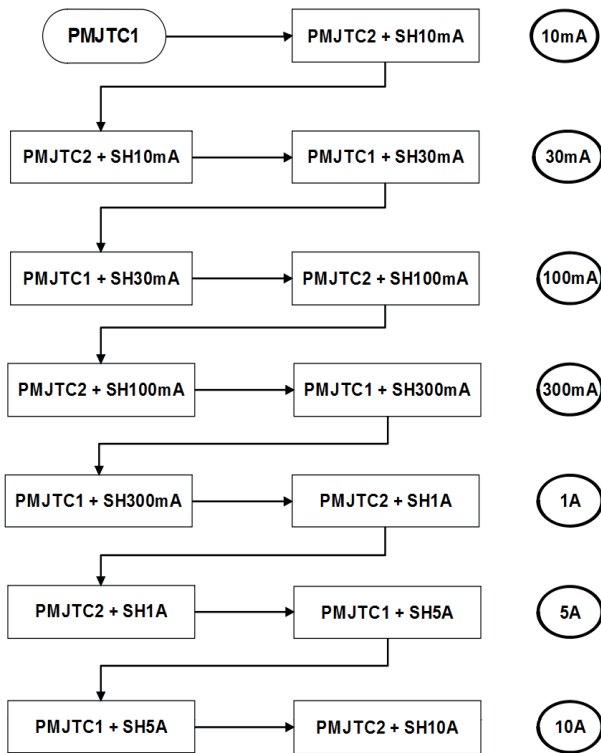 PMJTC1
PMJTC2 + SH10mA
10mA
PMJTC2 + SH10mA
PMJTC1 + SH30mA
30mA
PMJTC1 + SH30mA
PMJTC2 + SH100mA
100mA
PMJTC2 + SH100mA
PMJTC1 + SH300mA
300mA
PMJTC1 + SH300mA
PMJTC2 + SH1A
1A
PMJTC2 + SH1A
PMJTC1 + SH5A
5A
PMJTC1 + SH5A
PMJTC2 + SH10A
10A